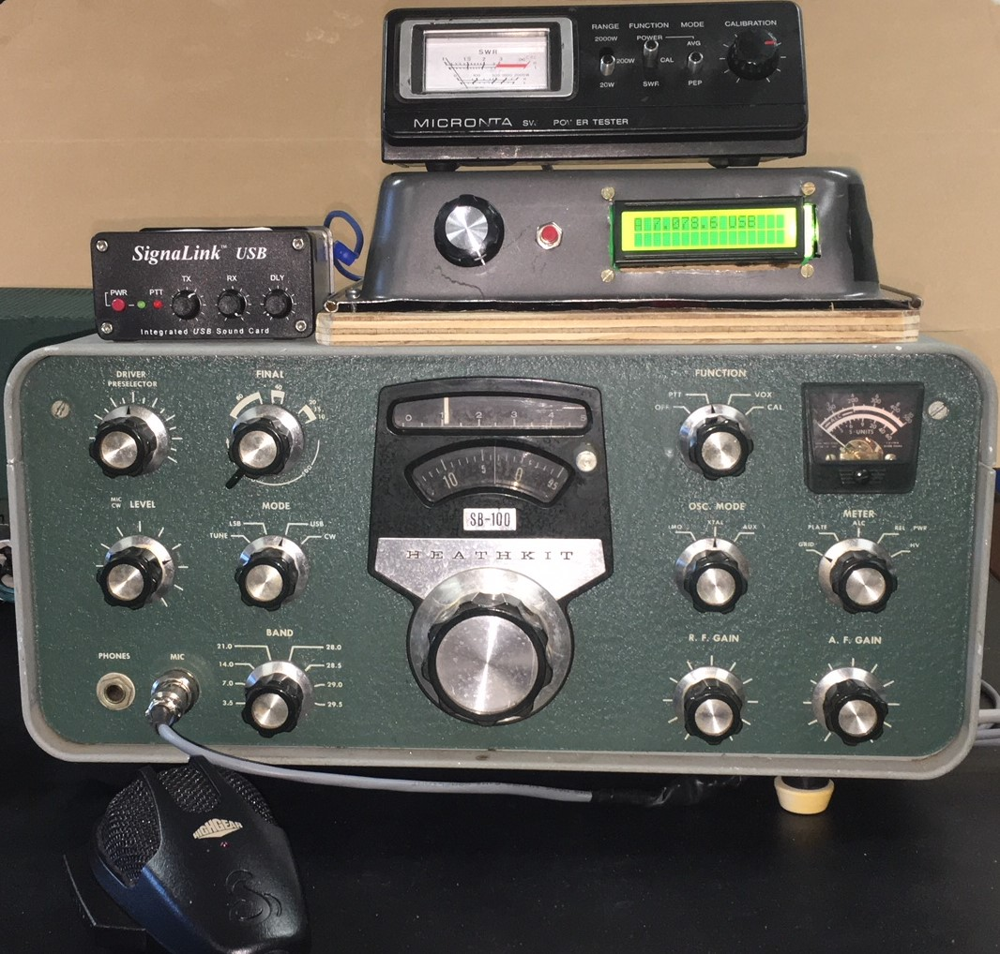 SWR
RANGE FUNCTION MODE CALIBRATION
2000W POWER AVG
200W CAL
20W SWR PEP
MICRONTA SW POWER TESTER
A 7.078.6 USB
SignaLink™ USB
TX RX DLY
PWR PTT
Integrated USB Sound Card
DRIVER
PRESELECTOR
FINAL
80 40 20 15 10
0 1 2 3 4 5
10 5 0 95
FUNCTION
PTT VOX
OFF CAL
S-UNITS
MIC
CW LEVEL
MODE
LSB USB
TUNE CW
SB-100
HEATHKIT
OSC. MODE
LMO XTAL AUX
METER
PLATE ALC REL. PWR
GRID HV
BAND
21.0 28.0
14.0 28.5
7.0 29.0
3.5 29.5
PHONES
MIC
R. F. GAIN
A. F. GAIN
HIGHGEAR